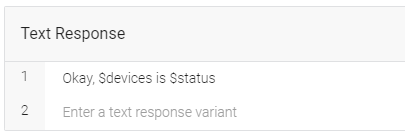 Text Response
1 Okay, $devices is $status
2 Enter a text response variant